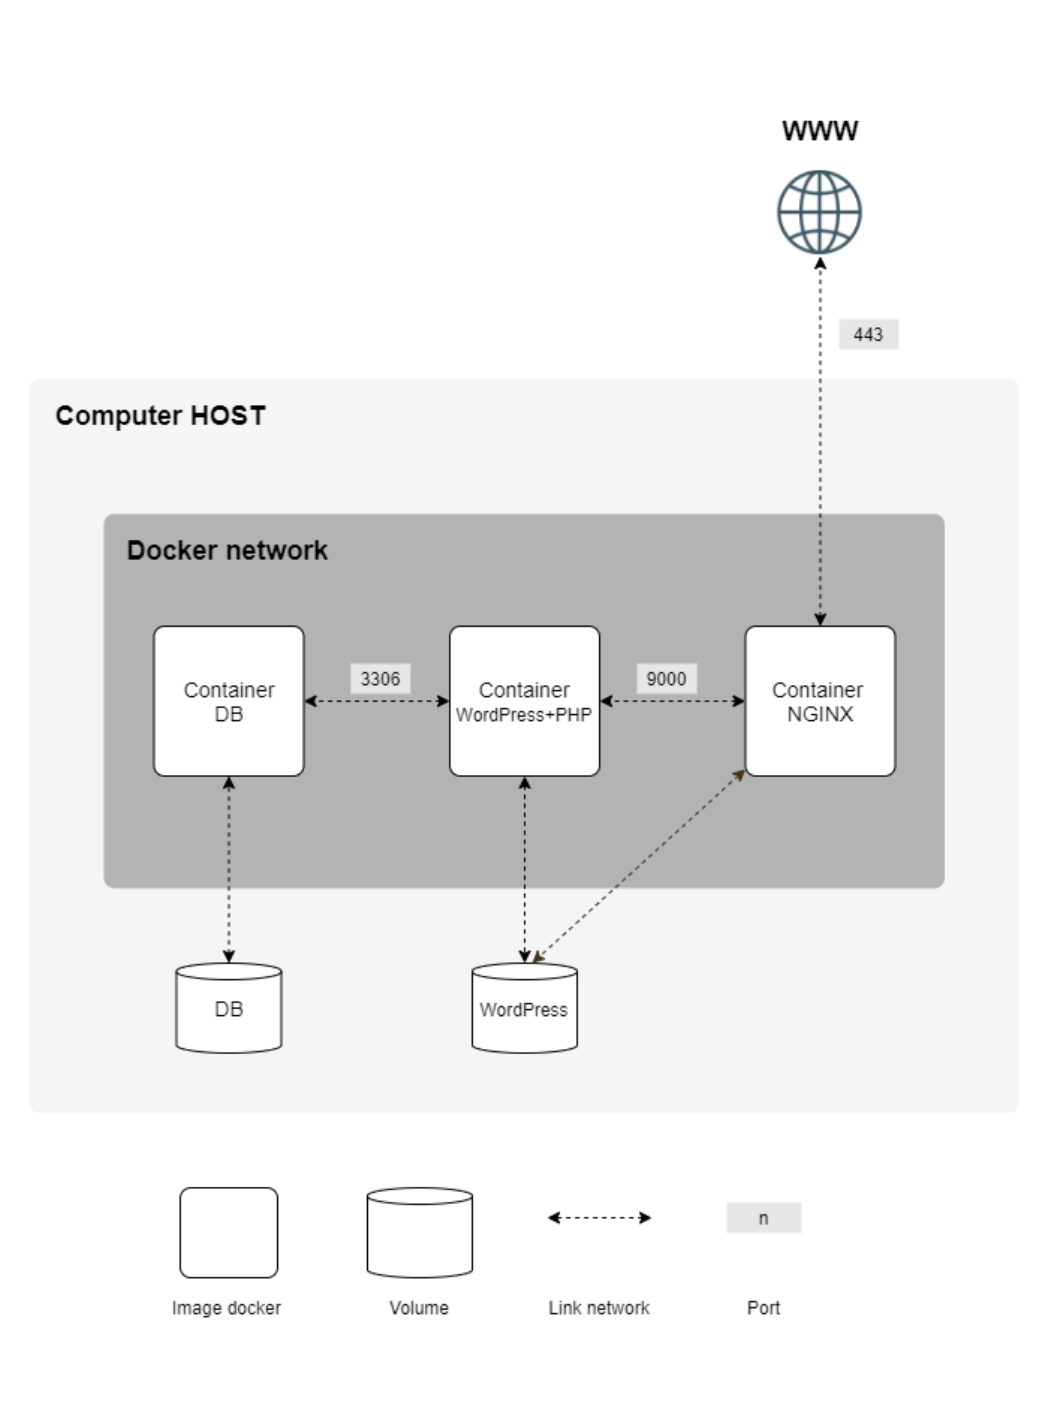 WWW
443
Computer HOST
Docker network
Container
DB
3306
Container
WordPress+PHP
9000
Container
NGINX
DB
WordPress
n
Image docker
Volume
Link network
Port